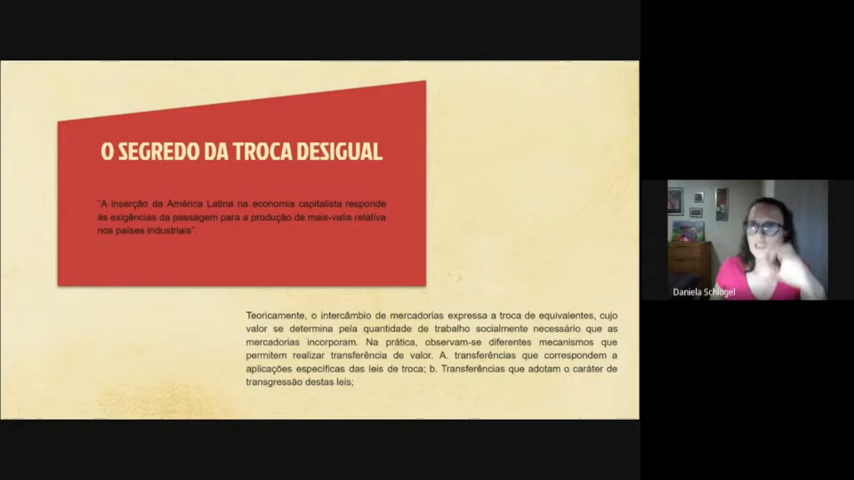 O SEGREDO DA TROCA DESIGUAL
"A inserção da América Latina na economia capitalista responde
às exigências da passagem para a produção de mais-valia relativa
nos países industriais".
Teoricamente, o intercâmbio de mercadorias expressa a troca de equivalentes, cujo
valor se determina pela quantidade de trabalho socialmente necessário que as
mercadorias incorporam. Na prática, observam-se diferentes mecanismos que
permitem realizar transferência de valor. A. transferências que correspondem a
aplicações específicas das leis de troca; b. Transferências que adotam o caráter de
transgressão destas leis;
Daniela Schlogel